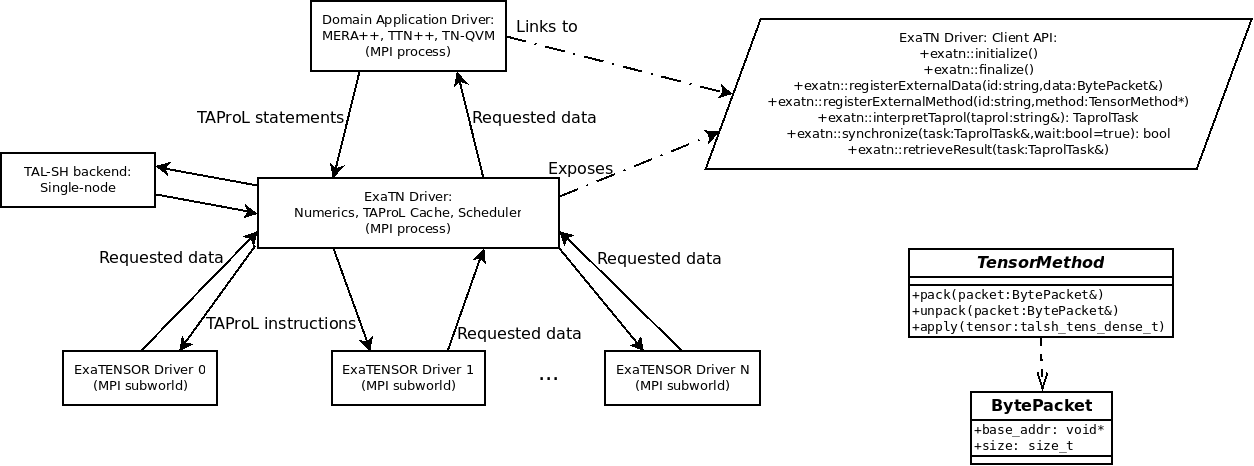 Domain Application Driver:
MERA++, TTN++, TN-QVM
(MPI process)
Links to
ExaTN Driver: Client API:
+exatn::initialize()
+exatn::finalize()
+exatn::registerExternalData(id:string,data:BytePacket&)
+exatn::registerExternalMethod(id:string,method:TensorMethod*)
+exatn::interpretTaprol(taprol:string&): TaprolTask
+exatn::synchronize(task:TaprolTask&,wait:bool=true): bool
+exatn::retrieveResult(task:TaprolTask&)
TAProL statements
Requested data
Exposes
TAL-SH backend:
Single-node
ExaTN Driver:
Numerics, TAProL Cache, Scheduler
(MPI process)
Requested data
Requested data
TAProL instructions
Requested data
ExaTENSOR Driver 0
(MPI subworld)
ExaTENSOR Driver 1
(MPI subworld)
...
ExaTENSOR Driver N
(MPI subworld)
TensorMethod
+pack(packet:BytePacket&)
+unpack(packet:BytePacket&)
+apply(tensor:talsh_tens_dense_t)
BytePacket
+base_addr: void*
+size: size_t